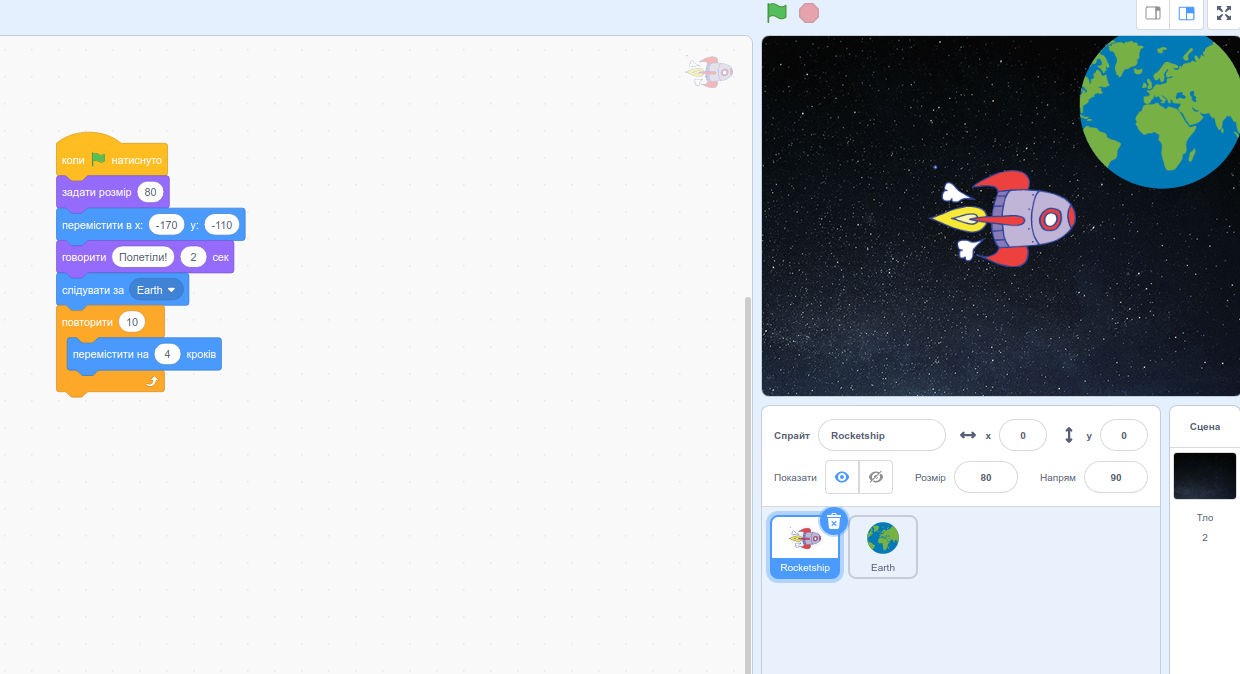 коли натиснуто
задати розмір 80
перемістити в x: -170 y: -110
говорити Полетіли! 2 сек
слідувати за Earth
повторити 10
перемістити на 4 кроків
Спрайт Rocketship x 0 y 0
Показати Розмір 80 Напрям 90
Rocketship
Earth
Сцена
Тло
2